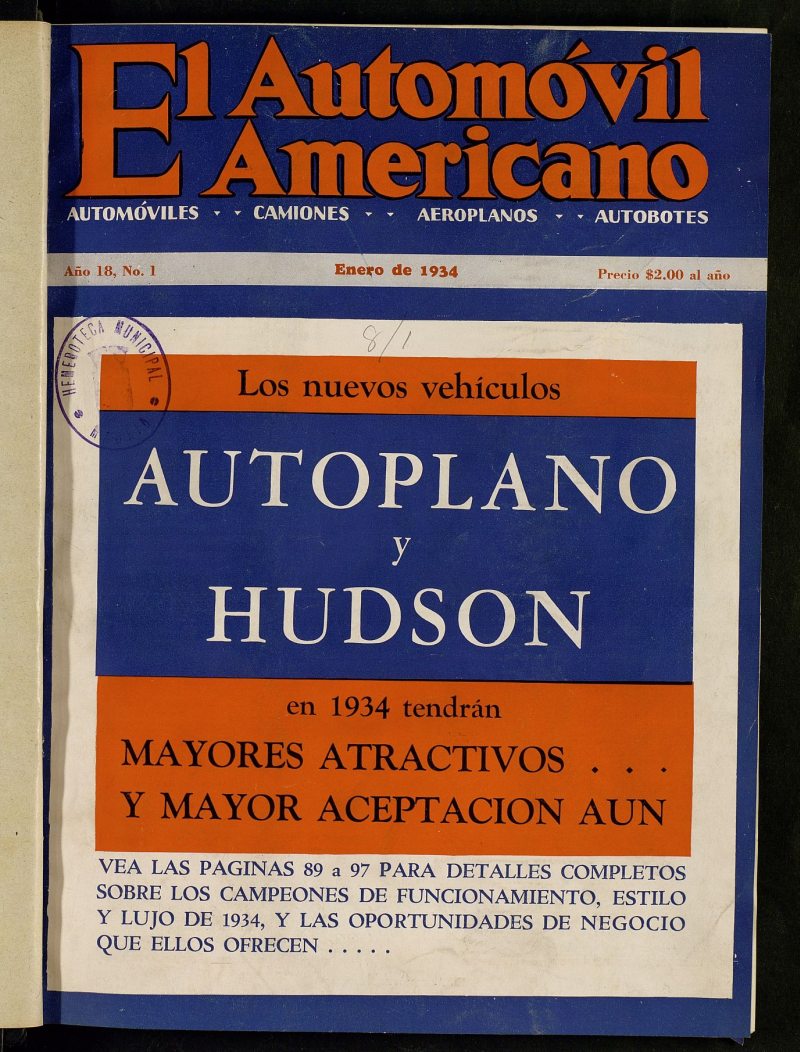 El Automóvil
Americano
AUTOMÓVILES - - CAMIONES - - AEROPLANOS - - AUTOBOTES
Año 18, No. 1
Enero de 1934
Precio $2.00 al año
8/1
HEMEROTECA MUNICIPAL
Los nuevos vehículos
AUTOPLANO
y
HUDSON
en 1934 tendrán
MAYORES ATRACTIVOS . . .
Y MAYOR ACEPTACION AUN
VEA LAS PAGINAS 89 a 97 PARA DETALLES COMPLETOS
SOBRE LOS CAMPEONES DE FUNCIONAMIENTO, ESTILO
Y LUJO DE 1934, Y LAS OPORTUNIDADES DE NEGOCIO
QUE ELLOS OFRECEN . . . . .